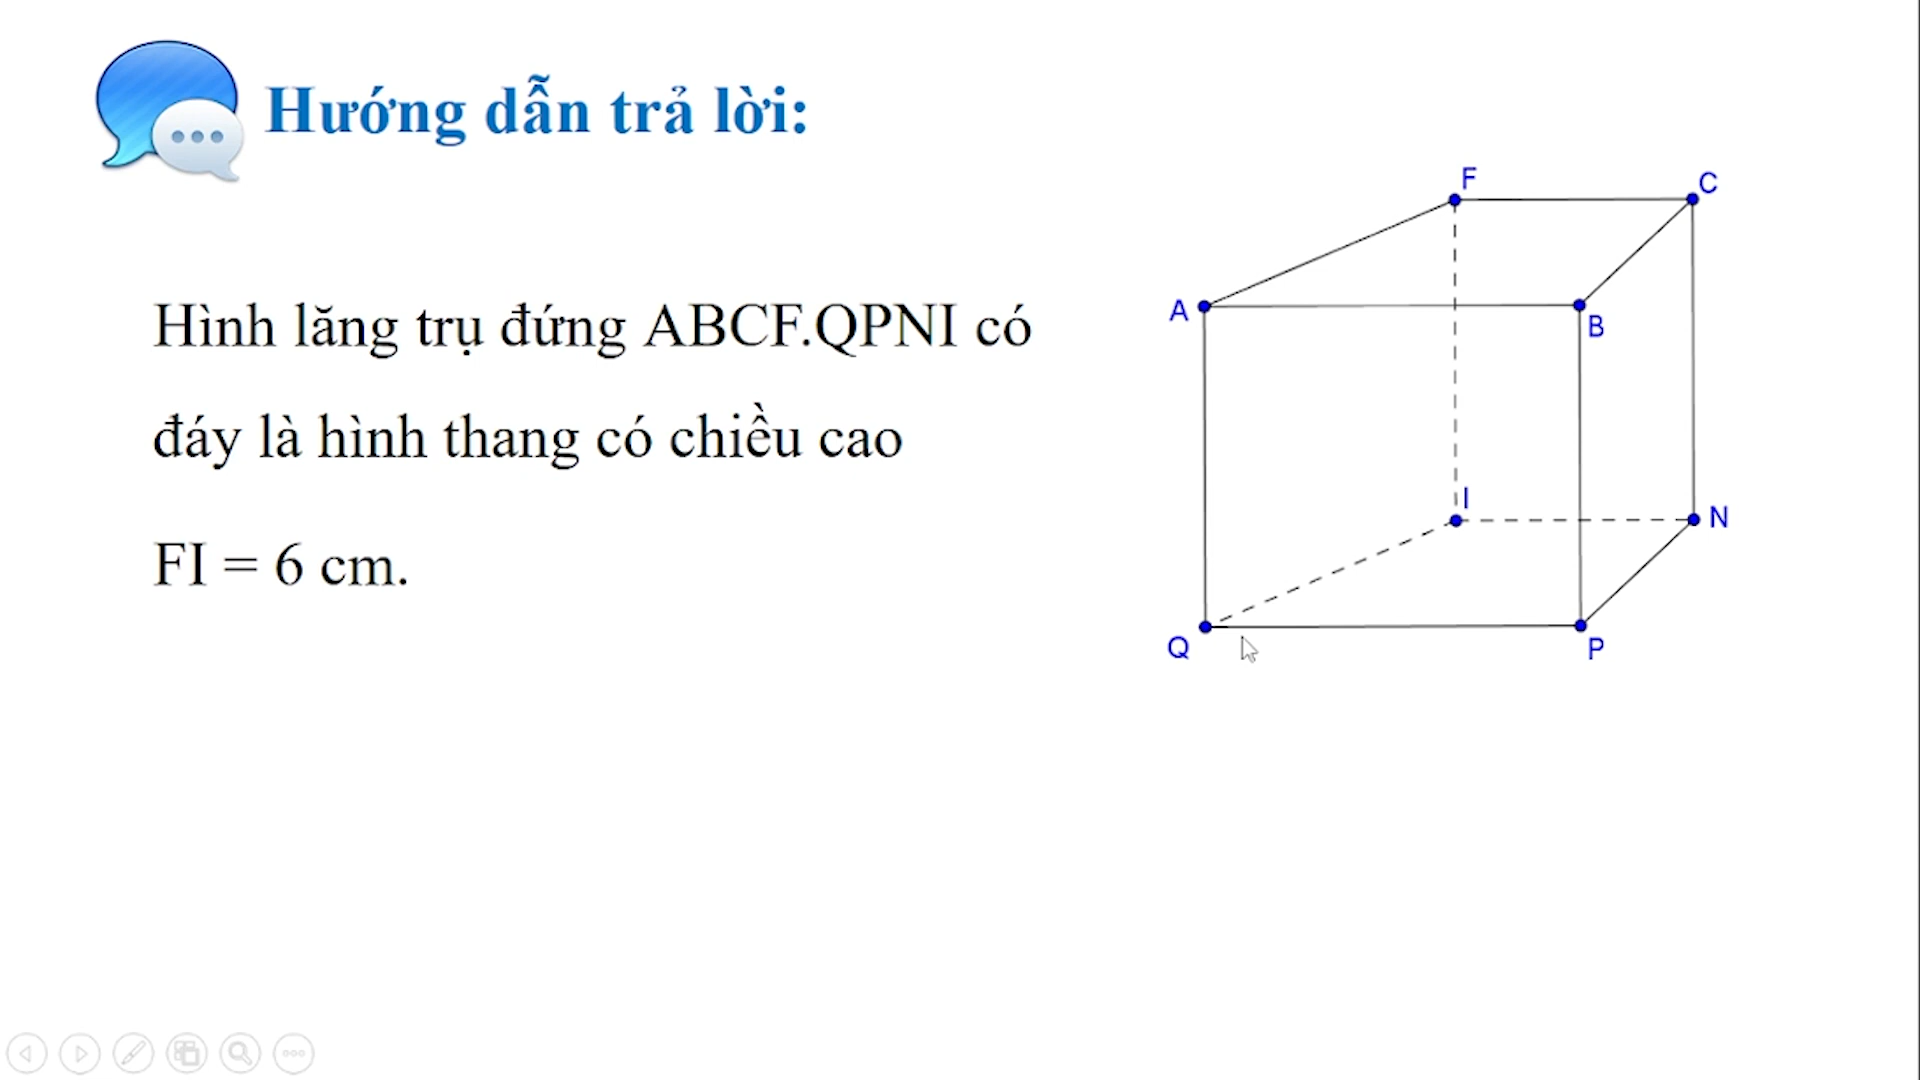 Hướng dẫn trả lời:
Hình lăng trụ đứng ABCF.QPNI có
đáy là hình thang có chiều cao
FI = 6 cm.
F
C
A
B
I
N
Q
P